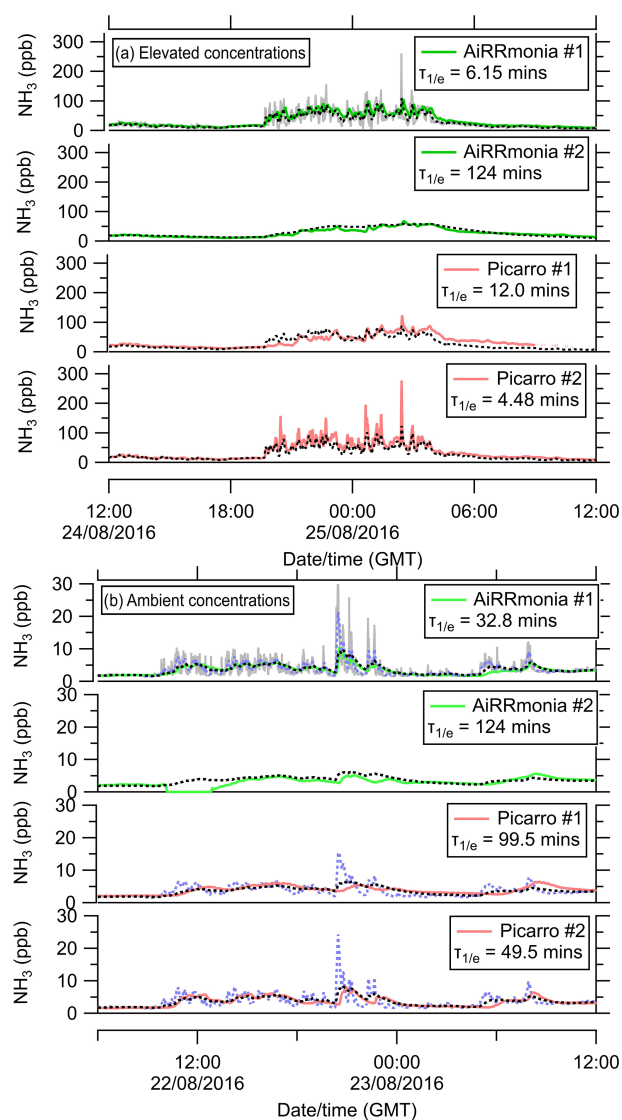 (a) Elevated concentrations
AiRRmonia #1
τ1/e = 6.15 mins
NH3 (ppb)
300
200
100
0
AiRRmonia #2
τ1/e = 124 mins
NH3 (ppb)
300
200
100
0
Picarro #1
τ1/e = 12.0 mins
NH3 (ppb)
300
200
100
0
Picarro #2
τ1/e = 4.48 mins
NH3 (ppb)
300
200
100
0
12:00 18:00 00:00 06:00 12:00
24/08/2016 25/08/2016
Date/time (GMT)
(b) Ambient concentrations
AiRRmonia #1
τ1/e = 32.8 mins
NH3 (ppb)
30
20
10
0
AiRRmonia #2
τ1/e = 124 mins
NH3 (ppb)
30
20
10
0
Picarro #1
τ1/e = 99.5 mins
NH3 (ppb)
30
20
10
0
Picarro #2
τ1/e = 49.5 mins
NH3 (ppb)
30
20
10
0
12:00 00:00 12:00
22/08/2016 23/08/2016
Date/time (GMT)